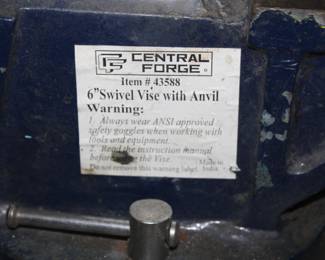 CENTRAL
FORGE
Item # 43588
6" Swivel Vise with Anvil
Warning:
1. Always wear ANSI approved
safety goggles when working with
tools and equipment.
2. Read the instruction manual
before using the Vise.
Made in
Do not remove this warning label. India